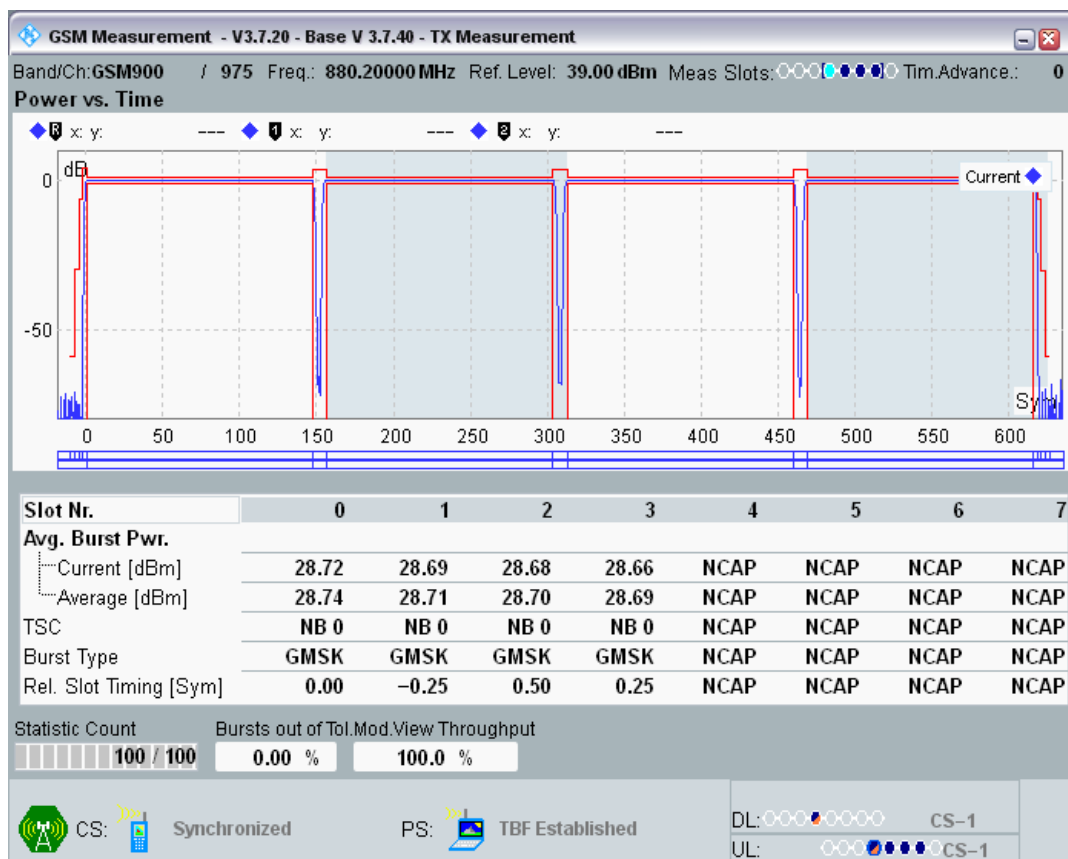 GSM Measurement - V3.7.20 - Base V 3.7.40 - TX Measurement
Band/Ch: GSM900 / 975 Freq.: 880.20000 MHz Ref. Level: 39.00 dBm Meas Slots: Tim.Advance.: 0
Power vs. Time
R x: y: --- 1 x: y: --- 2 x: y: ---
dB
Current
0
-50
Sym
0 50 100 150 200 250 300 350 400 450 500 550 600
Slot Nr. 0 1 2 3 4 5 6 7
Avg. Burst Pwr.
Current [dBm] 28.72 28.69 28.68 28.66 NCAP NCAP NCAP NCAP
Average [dBm] 28.74 28.71 28.70 28.69 NCAP NCAP NCAP NCAP
TSC NB 0 NB 0 NB 0 NB 0 NCAP NCAP NCAP NCAP
Burst Type GMSK GMSK GMSK GMSK NCAP NCAP NCAP NCAP
Rel. Slot Timing [Sym] 0.00 −0.25 0.50 0.25 NCAP NCAP NCAP NCAP
Statistic Count Bursts out of Tol. Mod.View Throughput
100 / 100 0.00 % 100.0 %
CS: Synchronized PS: TBF Established DL: CS−1
UL: CS−1